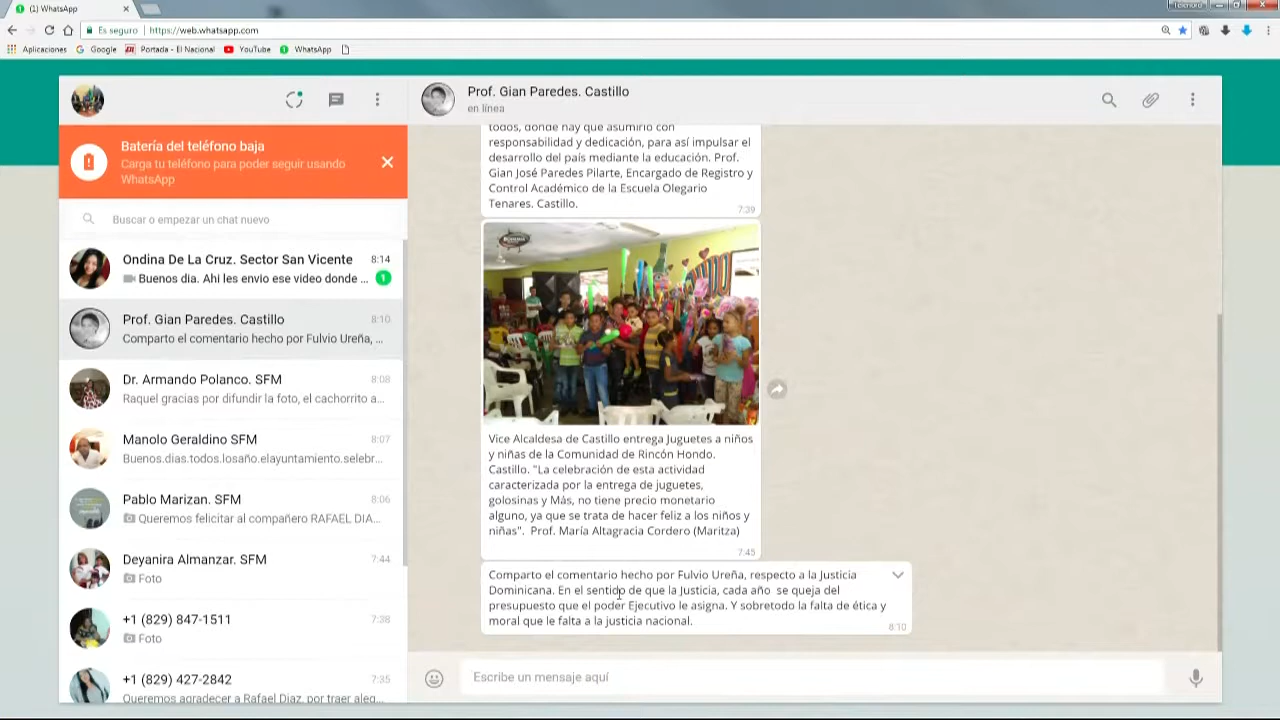 (1) WhatsApp
Es seguro
https://web.whatsapp.com
Aplicaciones
Google
Portada - El Nacional
YouTube
WhatsApp
Batería del teléfono baja
Carga tu teléfono para poder seguir usando
WhatsApp
Buscar o empezar un chat nuevo
Ondina De La Cruz. Sector San Vicente 8:14
Buenos dia. Ahi les envio ese video donde ... 1
Prof. Gian Paredes. Castillo 8:10
Comparto el comentario hecho por Fulvio Ureña, ...
Dr. Armando Polanco. SFM 8:08
Raquel gracias por difundir la foto, el cachorrito a...
Manolo Geraldino SFM 8:07
Buenos.dias.todos.losaño.elayuntamiento.selebr...
Pablo Marizan. SFM 8:06
Queremos felicitar al compañero RAFAEL DIA...
Deyanira Almanzar. SFM 7:44
Foto
+1 (829) 847-1511 7:38
Foto
+1 (829) 427-2842 7:35
Queremos agradecer a Rafael Diaz, por traer aleg...
Prof. Gian Paredes. Castillo
en línea
todos, donde hay que asumirlo con
responsabilidad y dedicación, para así impulsar el
desarrollo del país mediante la educación. Prof.
Gian José Paredes Pilarte, Encargado de Registro y
Control Académico de la Escuela Olegario
Tenares. Castillo.
7:39
Vice Alcaldesa de Castillo entrega Juguetes a niños
y niñas de la Comunidad de Rincón Hondo.
Castillo. "La celebración de esta actividad
caracterizada por la entrega de juguetes,
golosinas y Más, no tiene precio monetario
alguno, ya que se trata de hacer feliz a los niños y
niñas". Prof. María Altagracia Cordero (Maritza)
7:45
Comparto el comentario hecho por Fulvio Ureña, respecto a la Justicia
Dominicana. En el sentido de que la Justicia, cada año se queja del
presupuesto que el poder Ejecutivo le asigna. Y sobretodo la falta de ética y
moral que le falta a la justicia nacional.
8:10
Escribe un mensaje aquí